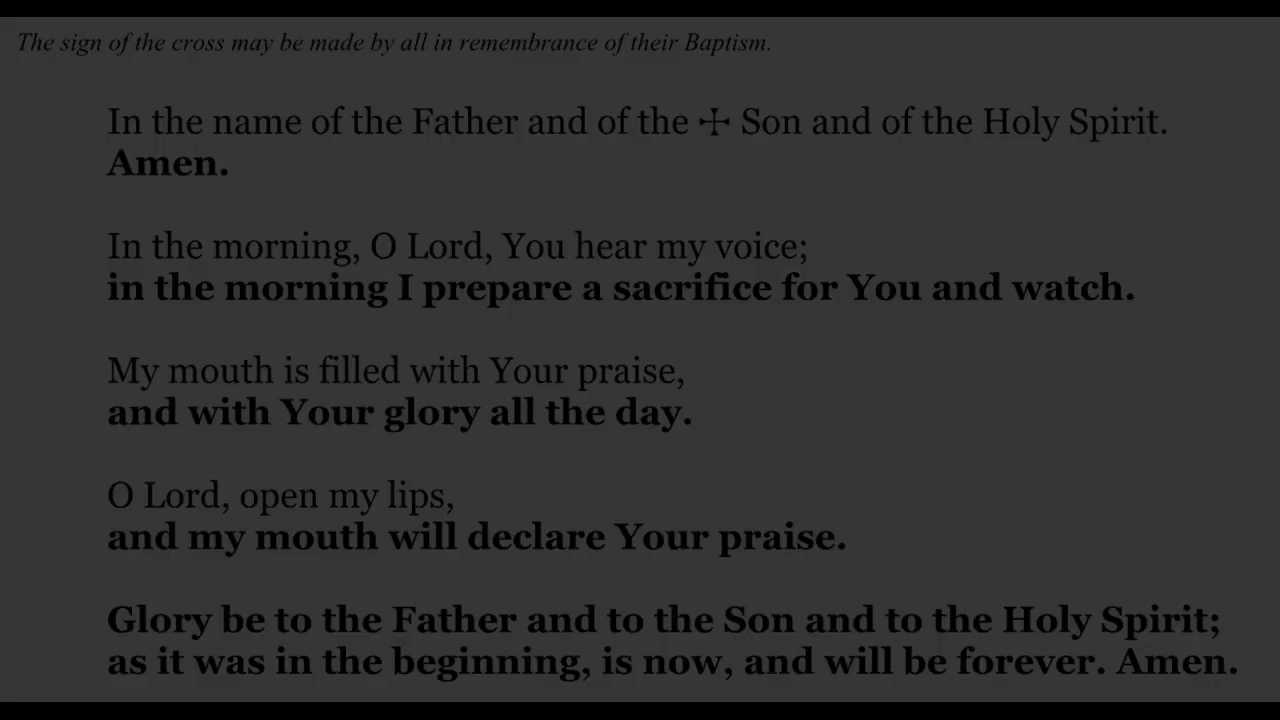 The sign of the cross may be made by all in remembrance of their Baptism.
In the name of the Father and of the ☩ Son and of the Holy Spirit.
Amen.
In the morning, O Lord, You hear my voice;
in the morning I prepare a sacrifice for You and watch.
My mouth is filled with Your praise,
and with Your glory all the day.
O Lord, open my lips,
and my mouth will declare Your praise.
Glory be to the Father and to the Son and to the Holy Spirit;
as it was in the beginning, is now, and will be forever. Amen.